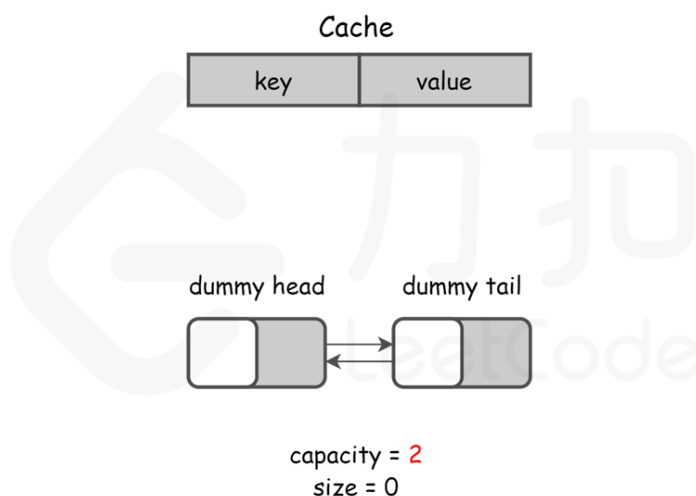 Cache
key value
力扣
dummy head dummy tail
LeetCode
capacity = 2
size = 0